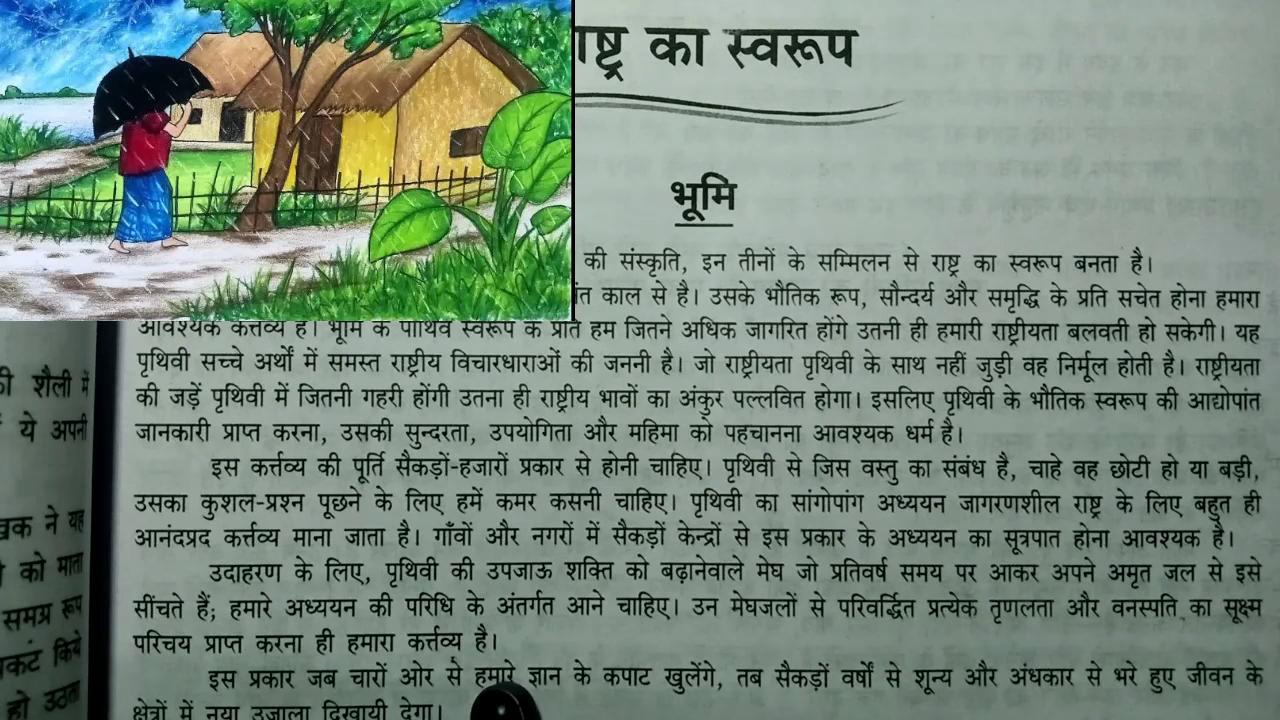 राष्ट्र का स्वरूप
भूमि
की संस्कृति, इन तीनों के सम्मिलन से राष्ट्र का स्वरूप बनता है।
काल से है। उसके भौतिक रूप, सौन्दर्य और समृद्धि के प्रति सचेत होना हमारा
आवश्यक कर्त्तव्य है। भूमि के पार्थिव स्वरूप के प्रति हम जितने अधिक जागरित होंगे उतनी ही हमारी राष्ट्रीयता बलवती हो सकेगी। यह
पृथिवी सच्चे अर्थों में समस्त राष्ट्रीय विचारधाराओं की जननी है। जो राष्ट्रीयता पृथिवी के साथ नहीं जुड़ी वह निर्मूल होती है। राष्ट्रीयता
की जड़ें पृथिवी में जितनी गहरी होंगी उतना ही राष्ट्रीय भावों का अंकुर पल्लवित होगा। इसलिए पृथिवी के भौतिक स्वरूप की आद्योपांत
जानकारी प्राप्त करना, उसकी सुन्दरता, उपयोगिता और महिमा को पहचानना आवश्यक धर्म है।
इस कर्त्तव्य की पूर्ति सैकड़ों-हजारों प्रकार से होनी चाहिए। पृथिवी से जिस वस्तु का संबंध है, चाहे वह छोटी हो या बड़ी,
उसका कुशल-प्रश्न पूछने के लिए हमें कमर कसनी चाहिए। पृथिवी का सांगोपांग अध्ययन जागरणशील राष्ट्र के लिए बहुत ही
आनंदप्रद कर्त्तव्य माना जाता है। गाँवों और नगरों में सैकड़ों केन्द्रों से इस प्रकार के अध्ययन का सूत्रपात होना आवश्यक है।
उदाहरण के लिए, पृथिवी की उपजाऊ शक्ति को बढ़ानेवाले मेघ जो प्रतिवर्ष समय पर आकर अपने अमृत जल से इसे
सींचते हैं; हमारे अध्ययन की परिधि के अंतर्गत आने चाहिए। उन मेघजलों से परिवर्द्धित प्रत्येक तृणलता और वनस्पति का सूक्ष्म
परिचय प्राप्त करना ही हमारा कर्त्तव्य है।
इस प्रकार जब चारों ओर से हमारे ज्ञान के कपाट खुलेंगे, तब सैकड़ों वर्षों से शून्य और अंधकार से भरे हुए जीवन के
क्षेत्रों में नया उजाला दिखायी देगा।
की शैली में
ये अपनी
ने यह
को माता
समग्र रूप
किये
हो उठता